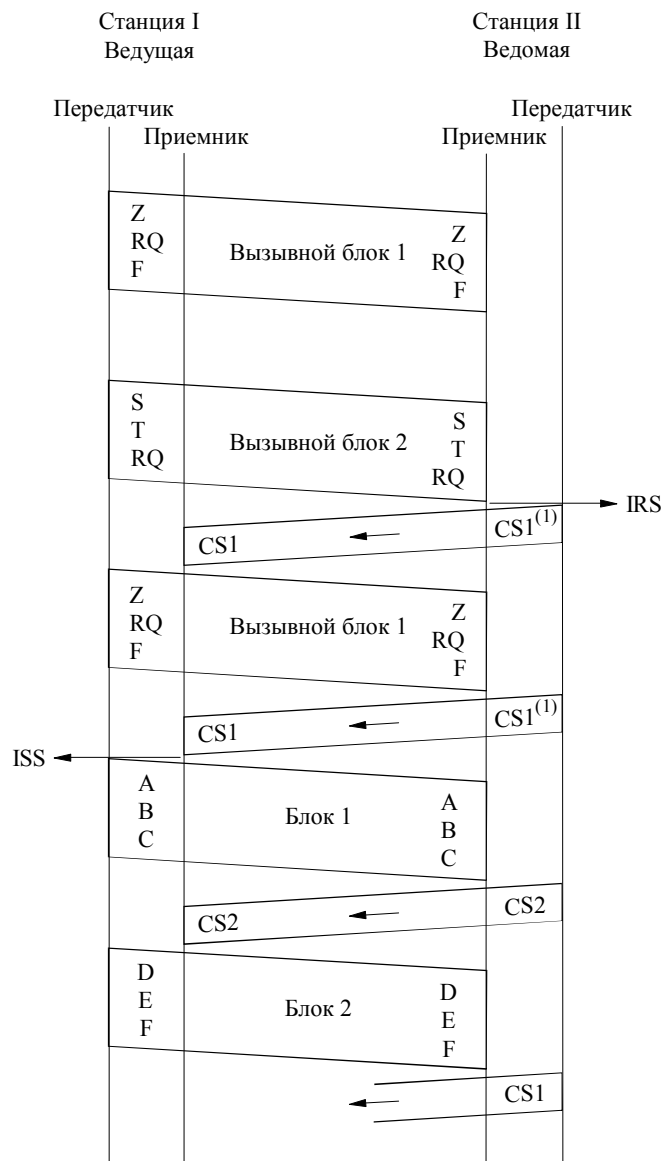 Станция I
Ведущая
Станция II
Ведомая
Передатчик
Приемник
Приемник
Передатчик
Z
RQ
F
Вызывной блок 1
Z
RQ
F
S
T
RQ
Вызывной блок 2
S
T
RQ
IRS
CS1
CS1(1)
Z
RQ
F
Вызывной блок 1
Z
RQ
F
CS1
CS1(1)
ISS
A
B
C
Блок 1
A
B
C
CS2
CS2
D
E
F
Блок 2
D
E
F
CS1